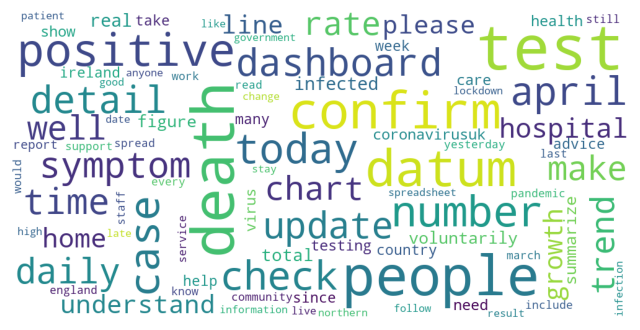 patient
show
real
take
like
government
line
rate
please
health
still
positive
anyone
work
week
dashboard
test
ireland
good
detail
infected
read
change
care
lockdown
april
confirm
well
date
figure
many
coronavirusuk
hospital
report
support
spread
today
yesterday
advice
last
symptom
every
death
stay
datum
make
would
time
staff
case
virus
chart
spreadsheet
pandemic
number
growth
summarize
trend
high
late
home
service
update
voluntarily
march
england
know
daily
help
total
testing
country
check
people
understand
community
since
need
include
information
live
northern
follow
result
infection